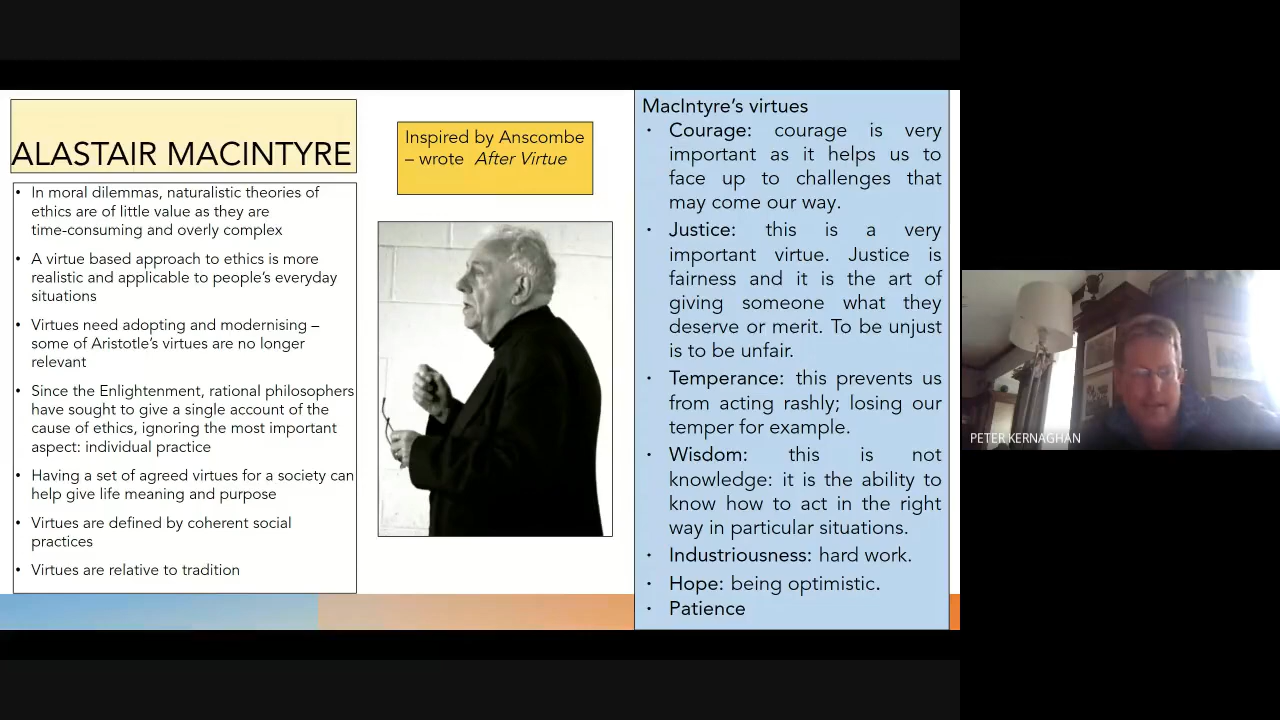 ALASTAIR MACINTYRE
• In moral dilemmas, naturalistic theories of
ethics are of little value as they are
time-consuming and overly complex
• A virtue based approach to ethics is more
realistic and applicable to people's everyday
situations
• Virtues need adopting and modernising –
some of Aristotle's virtues are no longer
relevant
• Since the Enlightenment, rational philosophers
have sought to give a single account of the
cause of ethics, ignoring the most important
aspect: individual practice
• Having a set of agreed virtues for a society can
help give life meaning and purpose
• Virtues are defined by coherent social
practices
• Virtues are relative to tradition
Inspired by Anscombe
– wrote After Virtue
MacIntyre's virtues
• Courage: courage is very
important as it helps us to
face up to challenges that
may come our way.
• Justice: this is a very
important virtue. Justice is
fairness and it is the art of
giving someone what they
deserve or merit. To be unjust
is to be unfair.
• Temperance: this prevents us
from acting rashly; losing our
temper for example.
• Wisdom: this is not
knowledge: it is the ability to
know how to act in the right
way in particular situations.
• Industriousness: hard work.
• Hope: being optimistic.
• Patience
PETER KERNAGHAN